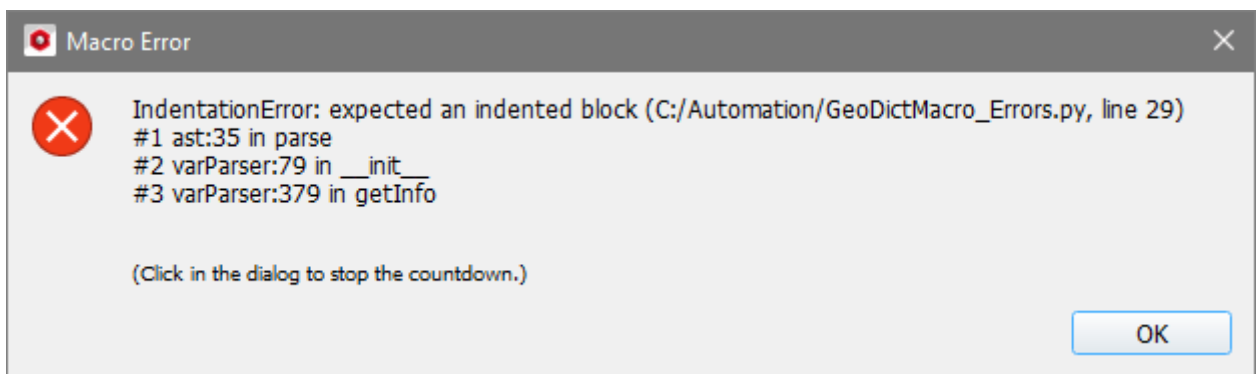 Macro Error
IndentationError: expected an indented block (C:/Automation/GeoDictMacro_Errors.py, line 29)
#1 ast:35 in parse
#2 varParser:79 in __init__
#3 varParser:379 in getInfo
(Click in the dialog to stop the countdown.)
OK